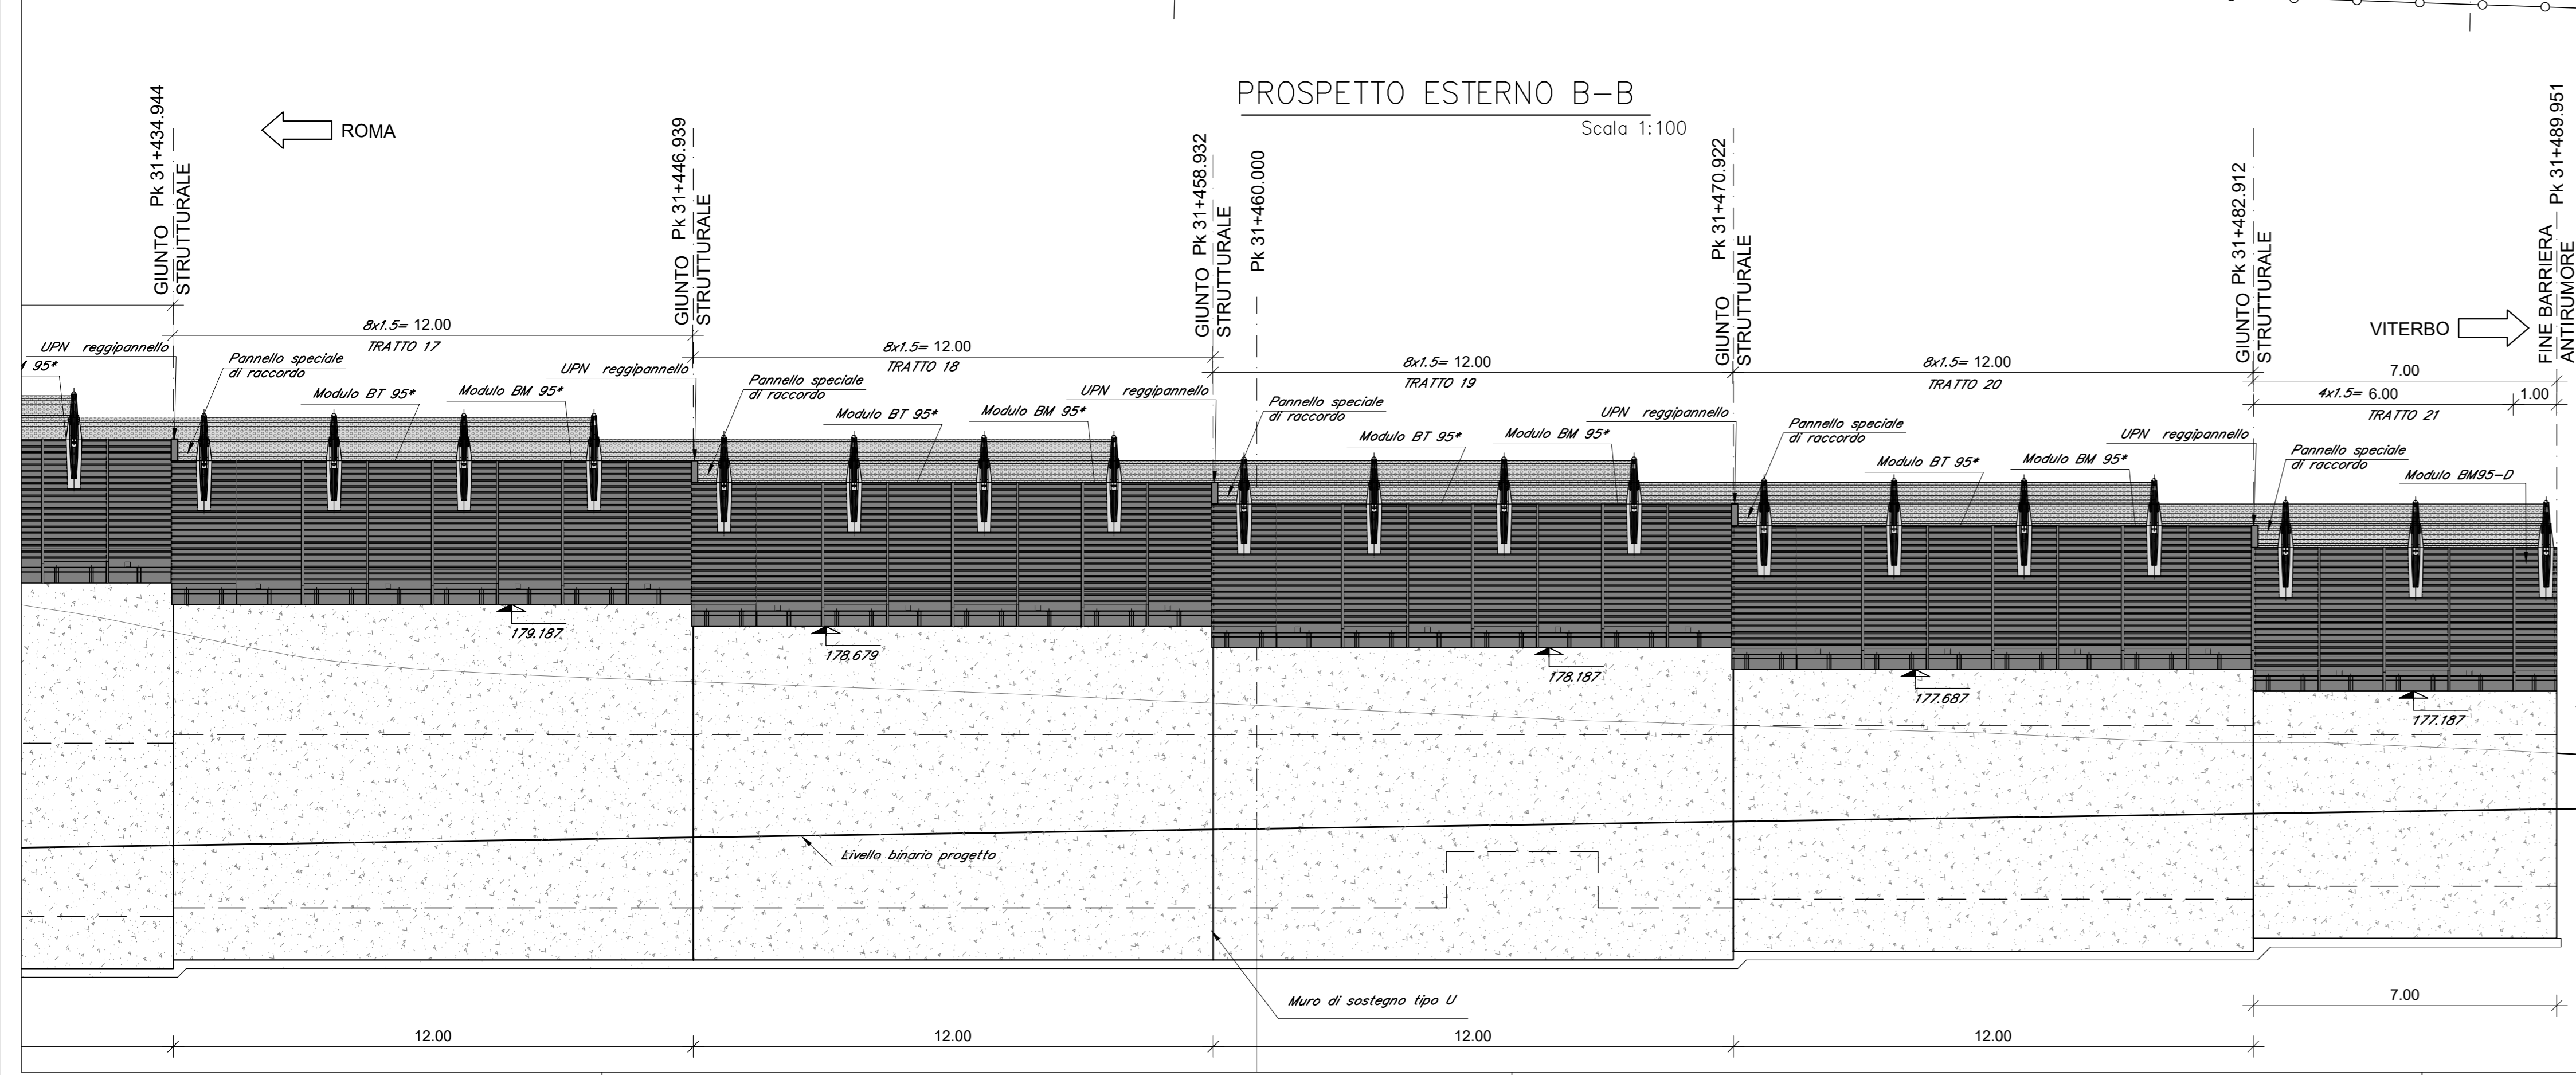 PROSPETTO ESTERNO B-B
Scala 1:100
ROMA
VITERBO
GIUNTO Pk 31+434.944
STRUTTURALE
GIUNTO Pk 31+446.939
STRUTTURALE
GIUNTO Pk 31+458.932
STRUTTURALE
Pk 31+460.000
GIUNTO Pk 31+470.922
STRUTTURALE
GIUNTO Pk 31+482.912
STRUTTURALE
FINE BARRIERA Pk 31+489.951
ANTIRUMORE
8x1.5= 12.00
TRATTO 17
8x1.5= 12.00
TRATTO 18
8x1.5= 12.00
TRATTO 19
8x1.5= 12.00
TRATTO 20
7.00
4x1.5= 6.00
1.00
TRATTO 21
UPN reggipannello
95*
Pannello speciale
di raccordo
Modulo BT 95*
Modulo BM 95*
UPN reggipannello
Pannello speciale
di raccordo
Modulo BT 95*
Modulo BM 95*
UPN reggipannello
Pannello speciale
di raccordo
Modulo BT 95*
Modulo BM 95*
UPN reggipannello
Pannello speciale
di raccordo
Modulo BT 95*
Modulo BM 95*
UPN reggipannello
Pannello speciale
di raccordo
Modulo BM95-D
179.187
178.679
178.187
177.687
177.187
Livello binario progetto
Muro di sostegno tipo U
7.00
12.00
12.00
12.00
12.00